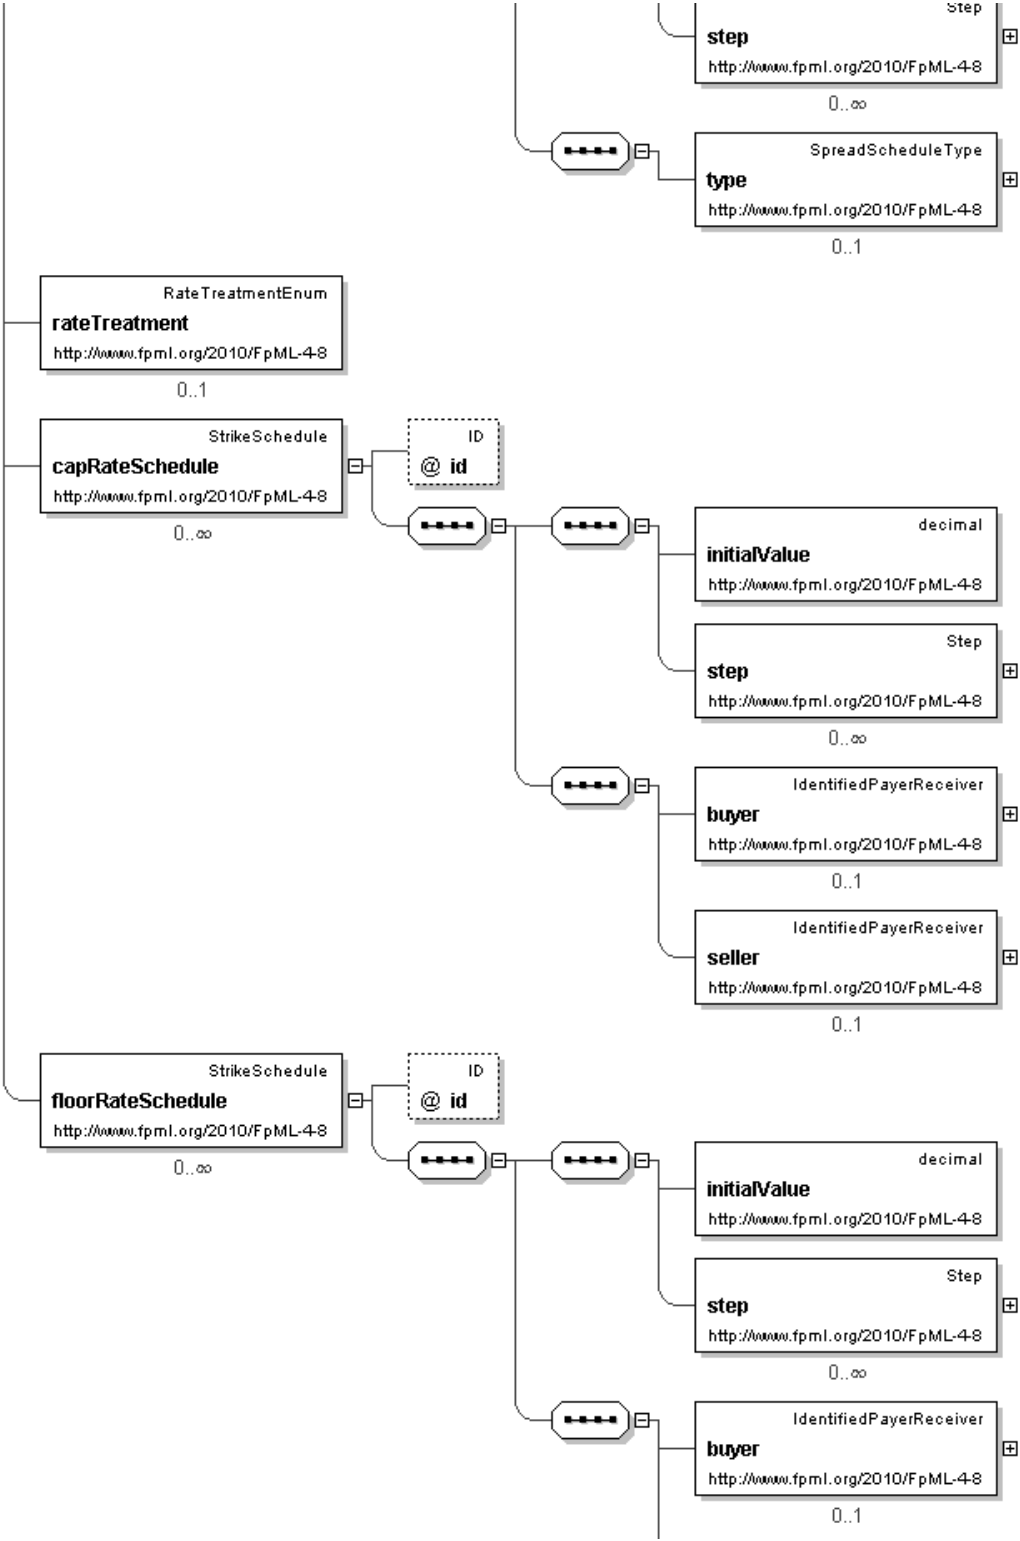 Step
step
http://www.fpml.org/2010/FpML-4-8
0..∞
SpreadScheduleType
type
http://www.fpml.org/2010/FpML-4-8
0..1
RateTreatmentEnum
rateTreatment
http://www.fpml.org/2010/FpML-4-8
0..1
StrikeSchedule
capRateSchedule
http://www.fpml.org/2010/FpML-4-8
0..∞
ID
@ id
decimal
initialValue
http://www.fpml.org/2010/FpML-4-8
Step
step
http://www.fpml.org/2010/FpML-4-8
0..∞
IdentifiedPayerReceiver
buyer
http://www.fpml.org/2010/FpML-4-8
0..1
IdentifiedPayerReceiver
seller
http://www.fpml.org/2010/FpML-4-8
0..1
StrikeSchedule
floorRateSchedule
http://www.fpml.org/2010/FpML-4-8
0..∞
ID
@ id
decimal
initialValue
http://www.fpml.org/2010/FpML-4-8
Step
step
http://www.fpml.org/2010/FpML-4-8
0..∞
IdentifiedPayerReceiver
buyer
http://www.fpml.org/2010/FpML-4-8
0..1